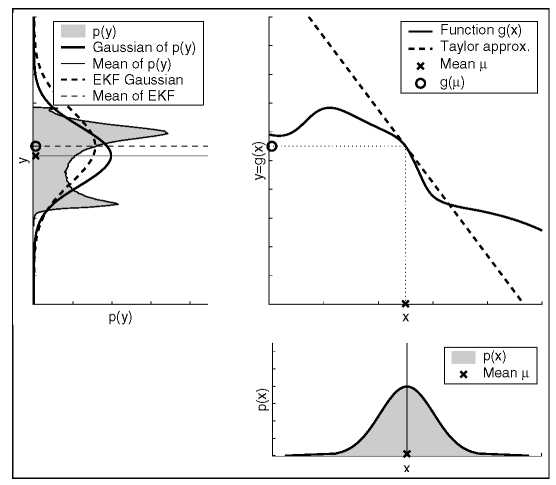 p(y)
Gaussian of p(y)
Mean of p(y)
EKF Gaussian
Mean of EKF
y
p(y)
Function g(x)
Taylor approx.
Mean μ
g(μ)
y=g(x)
x
p(x)
Mean μ
p(x)
x